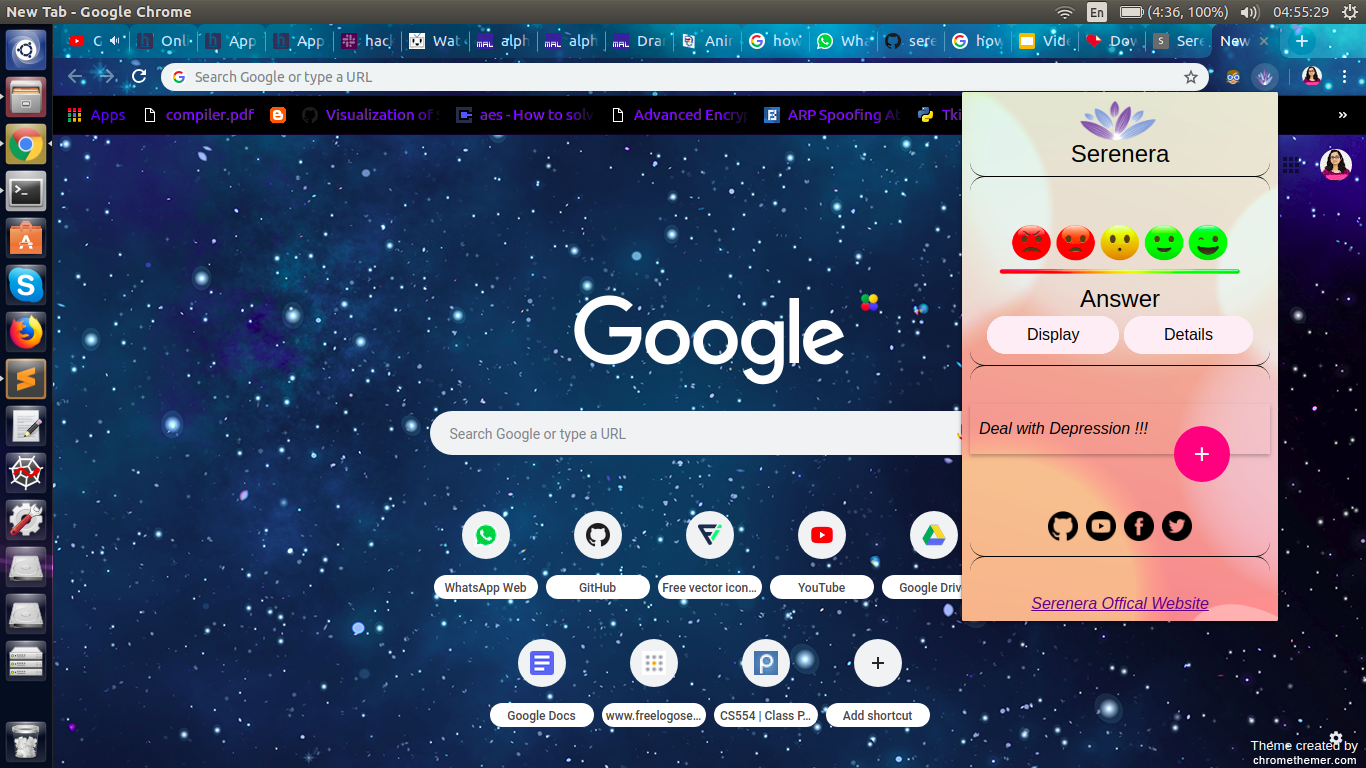 New Tab - Google Chrome
En
(4:36, 100%)
04:55:29
C
Onl
App
App
hac
Wat
alph
alph
Dra
Anir
how
Wha
sere
how
Vide
Dov
Sere
New
Search Google or type a URL
Apps
compiler.pdf
Visualization of
aes - How to solv
Advanced Encry
ARP Spoofing At
Tki
»
Serenera
Answer
Display
Details
Google
Search Google or type a URL
Deal with Depression !!!
+
WhatsApp Web
GitHub
Free vector icon...
YouTube
Google Driv
Serenera Offical Website
Google Docs
www.freelogose...
CS554 | Class P...
Add shortcut
Theme created by
chromethemer.com